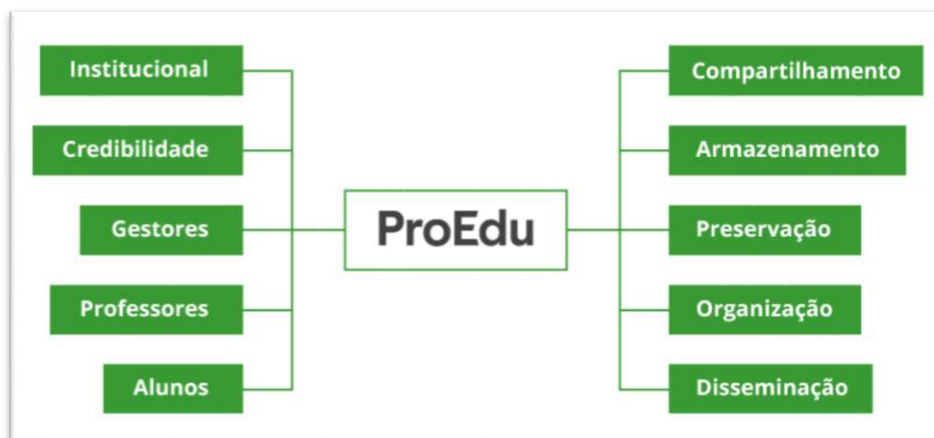 Institucional
Credibilidade
Gestores
Professores
Alunos
ProEdu
Compartilhamento
Armazenamento
Preservação
Organização
Disseminação